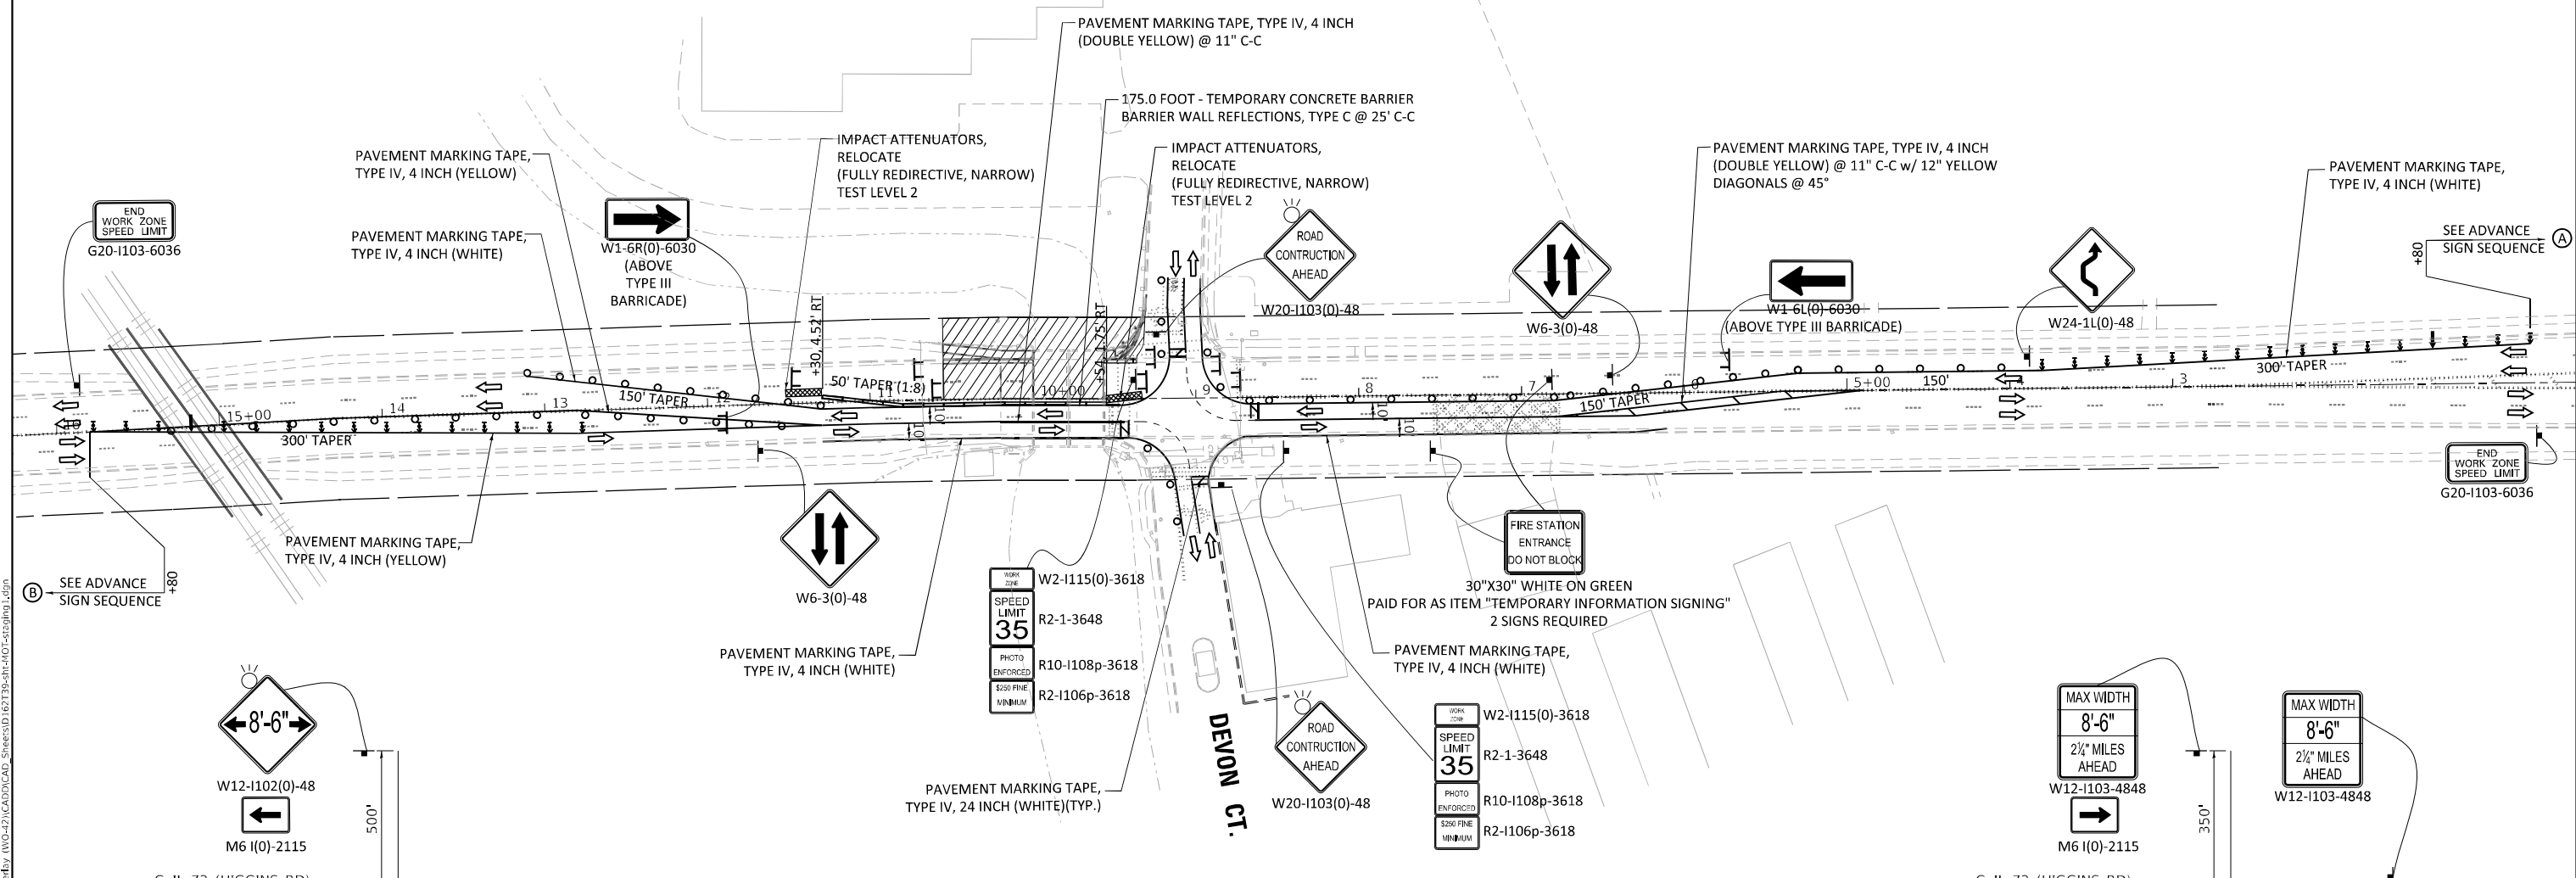 PAVEMENT MARKING TAPE, TYPE IV, 4 INCH
(DOUBLE YELLOW) @ 11" C-C
175.0 FOOT - TEMPORARY CONCRETE BARRIER
BARRIER WALL REFLECTIONS, TYPE C @ 25' C-C
IMPACT ATTENUATORS,
RELOCATE
(FULLY REDIRECTIVE, NARROW)
TEST LEVEL 2
IMPACT ATTENUATORS,
RELOCATE
(FULLY REDIRECTIVE, NARROW)
TEST LEVEL 2
PAVEMENT MARKING TAPE, TYPE IV, 4 INCH
(DOUBLE YELLOW) @ 11" C-C w/ 12" YELLOW
DIAGONALS @ 45°
PAVEMENT MARKING TAPE,
TYPE IV, 4 INCH (YELLOW)
PAVEMENT MARKING TAPE,
TYPE IV, 4 INCH (WHITE)
PAVEMENT MARKING TAPE,
TYPE IV, 4 INCH (WHITE)
END
WORK ZONE
SPEED LIMIT
G20-I103-6036
W1-6R(0)-6030
(ABOVE
TYPE III
BARRICADE)
ROAD
CONTRUCTION
AHEAD
W20-I103(0)-48
W6-3(0)-48
W1-6L(0)-6030
(ABOVE TYPE III BARRICADE)
W24-1L(0)-48
SEE ADVANCE
SIGN SEQUENCE
A
+80
+30, 4.52' RT
50' TAPER (1:8)
150' TAPER
300' TAPER
15+00
14
13
12
11
10+00
9
8
7
6
5+00
4
3
10'
10'
10'
10'
150' TAPER
150'
300' TAPER
END
WORK ZONE
SPEED LIMIT
G20-I103-6036
PAVEMENT MARKING TAPE,
TYPE IV, 4 INCH (YELLOW)
B
SEE ADVANCE
SIGN SEQUENCE
+80
W6-3(0)-48
WORK
ZONE
W2-I115(0)-3618
SPEED
LIMIT
35
R2-1-3648
PHOTO
ENFORCED
R10-I108p-3618
$250 FINE
MINIMUM
R2-I106p-3618
FIRE STATION
ENTRANCE
DO NOT BLOCK
30"X30" WHITE ON GREEN
PAID FOR AS ITEM "TEMPORARY INFORMATION SIGNING"
2 SIGNS REQUIRED
PAVEMENT MARKING TAPE,
TYPE IV, 4 INCH (WHITE)
PAVEMENT MARKING TAPE,
TYPE IV, 4 INCH (WHITE)
PAVEMENT MARKING TAPE,
TYPE IV, 24 INCH (WHITE)(TYP.)
DEVON CT.
ROAD
CONTRUCTION
AHEAD
W20-I103(0)-48
WORK
ZONE
W2-I115(0)-3618
SPEED
LIMIT
35
R2-1-3648
PHOTO
ENFORCED
R10-I108p-3618
$250 FINE
MINIMUM
R2-I106p-3618
8'-6"
W12-I102(0)-48
M6 I(0)-2115
500'
MAX WIDTH
8'-6"
2¼" MILES
AHEAD
W12-I103-4848
M6 I(0)-2115
350'
MAX WIDTH
8'-6"
2¼" MILES
AHEAD
W12-I103-4848